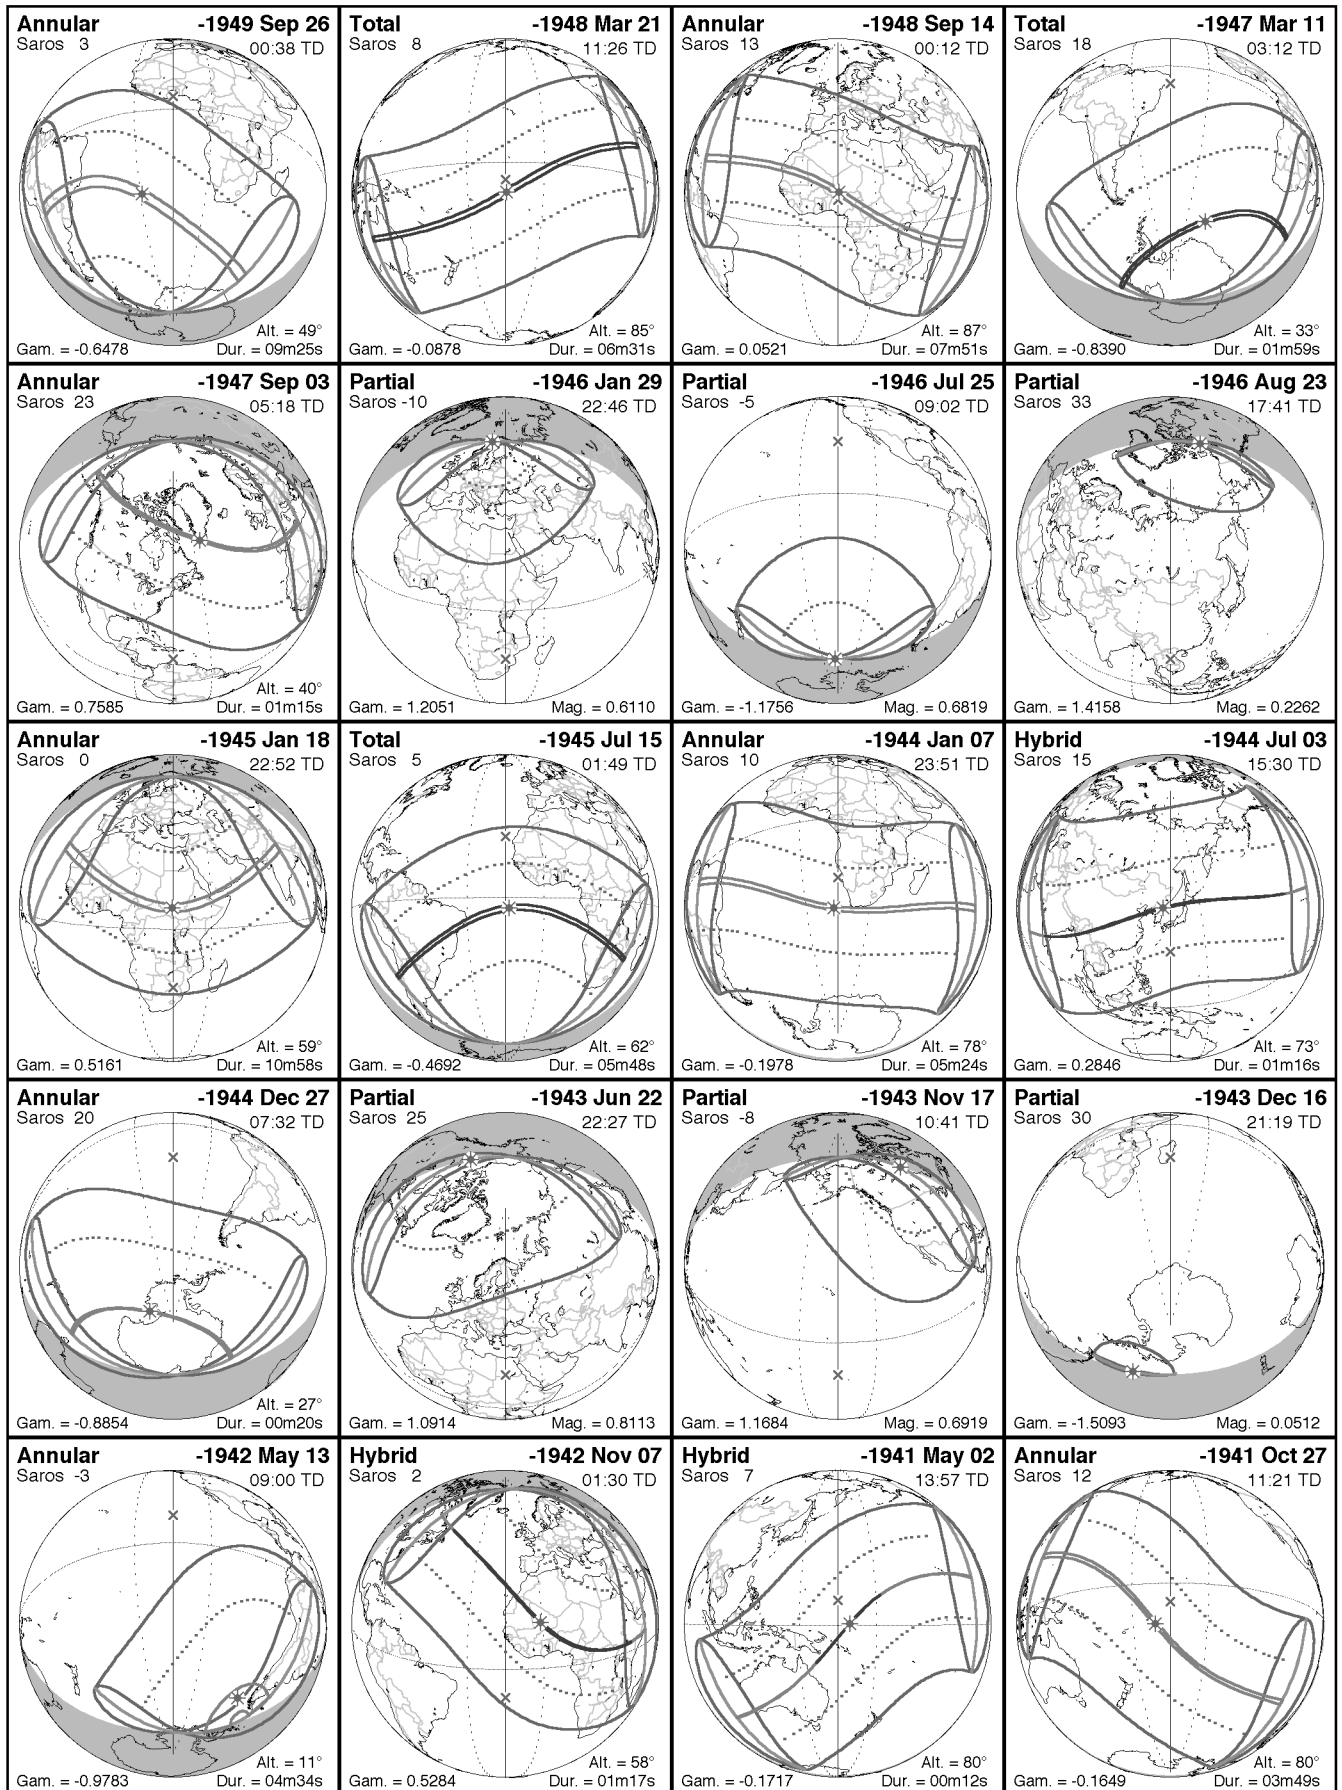 Annular -1949 Sep 26
Saros 3 00:38 TD
Alt. = 49°
Gam. = -0.6478 Dur. = 09m25s
Total -1948 Mar 21
Saros 8 11:26 TD
Alt. = 85°
Gam. = -0.0878 Dur. = 06m31s
Annular -1948 Sep 14
Saros 13 00:12 TD
Alt. = 87°
Gam. = 0.0521 Dur. = 07m51s
Total -1947 Mar 11
Saros 18 03:12 TD
Alt. = 33°
Gam. = -0.8390 Dur. = 01m59s
Annular -1947 Sep 03
Saros 23 05:18 TD
Alt. = 40°
Gam. = 0.7585 Dur. = 01m15s
Partial -1946 Jan 29
Saros -10 22:46 TD
Gam. = 1.2051 Mag. = 0.6110
Partial -1946 Jul 25
Saros -5 09:02 TD
Gam. = -1.1756 Mag. = 0.6819
Partial -1946 Aug 23
Saros 33 17:41 TD
Gam. = 1.4158 Mag. = 0.2262
Annular -1945 Jan 18
Saros 0 22:52 TD
Alt. = 59°
Gam. = 0.5161 Dur. = 10m58s
Total -1945 Jul 15
Saros 5 01:49 TD
Alt. = 62°
Gam. = -0.4692 Dur. = 05m48s
Annular -1944 Jan 07
Saros 10 23:51 TD
Alt. = 78°
Gam. = -0.1978 Dur. = 05m24s
Hybrid -1944 Jul 03
Saros 15 15:30 TD
Alt. = 73°
Gam. = 0.2846 Dur. = 01m16s
Annular -1944 Dec 27
Saros 20 07:32 TD
Alt. = 27°
Gam. = -0.8854 Dur. = 00m20s
Partial -1943 Jun 22
Saros 25 22:27 TD
Gam. = 1.0914 Mag. = 0.8113
Partial -1943 Nov 17
Saros -8 10:41 TD
Gam. = 1.1684 Mag. = 0.6919
Partial -1943 Dec 16
Saros 30 21:19 TD
Gam. = -1.5093 Mag. = 0.0512
Annular -1942 May 13
Saros -3 09:00 TD
Alt. = 11°
Gam. = -0.9783 Dur. = 04m34s
Hybrid -1942 Nov 07
Saros 2 01:30 TD
Alt. = 58°
Gam. = 0.5284 Dur. = 01m17s
Hybrid -1941 May 02
Saros 7 13:57 TD
Alt. = 80°
Gam. = -0.1717 Dur. = 00m12s
Annular -1941 Oct 27
Saros 12 11:21 TD
Alt. = 80°
Gam. = -0.1649 Dur. = 03m49s